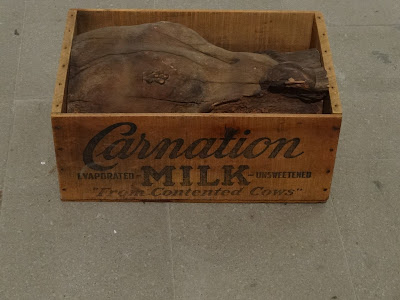 Carnation
EVAPORATED - MILK - UNSWEETENED
"From Contented Cows"